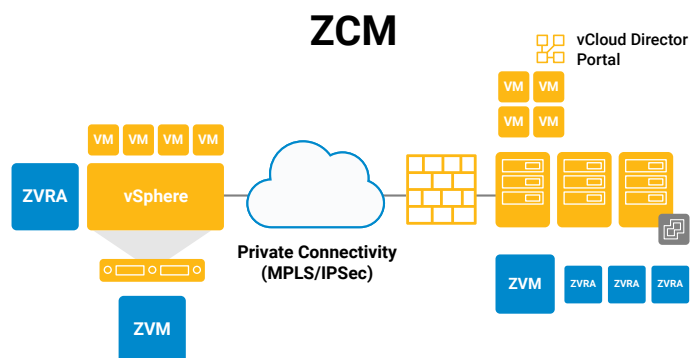 ZCM
vCloud Director
Portal
VM VM
VM VM
VM VM VM VM
ZVRA
vSphere
Private Connectivity
(MPLS/IPSec)
ZVM
ZVM
ZVRA ZVRA ZVRA